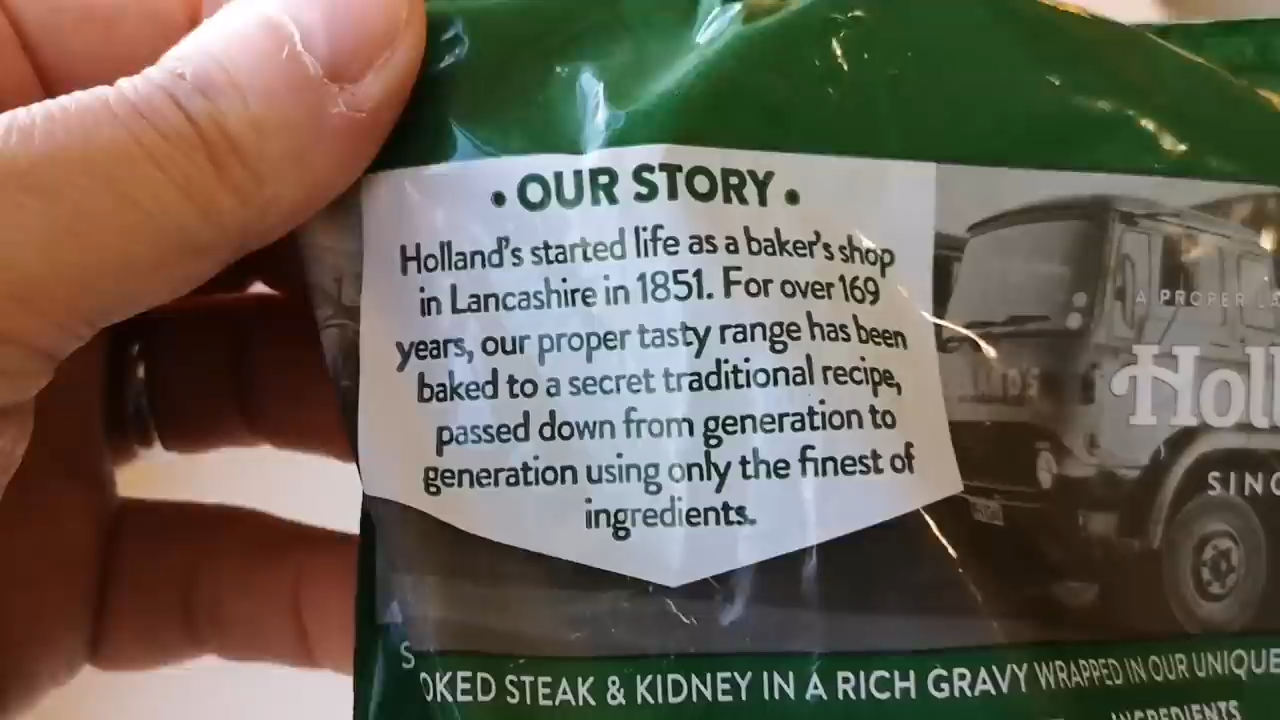 • OUR STORY •
Holland's started life as a baker's shop
in Lancashire in 1851. For over 169
years, our proper tasty range has been
baked to a secret traditional recipe,
passed down from generation to
generation using only the finest of
ingredients.
A PROPER
Holl
SINC
S
OKED STEAK & KIDNEY IN A RICH GRAVY WRAPPED IN OUR UNIQUE
INGREDIENTS